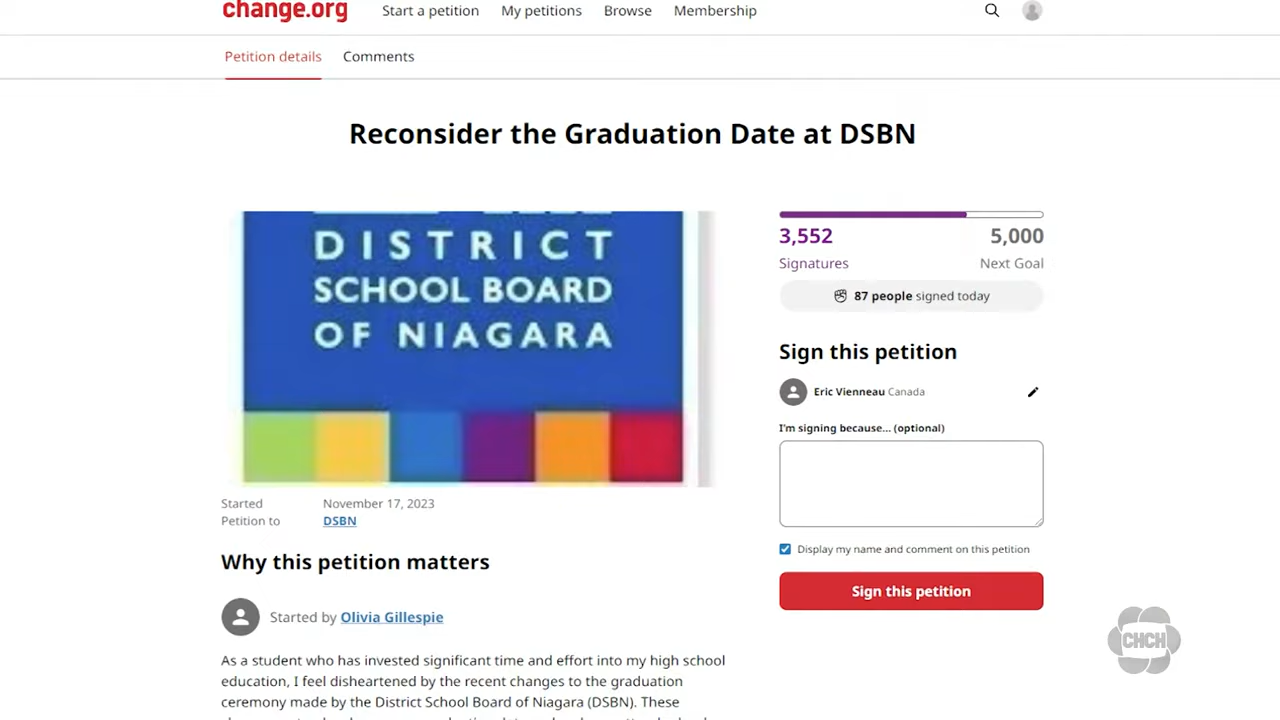 change.org
Start a petition
My petitions
Browse
Membership
Petition details
Comments
Reconsider the Graduation Date at DSBN
DISTRICT
SCHOOL BOARD
OF NIAGARA
3,552
5,000
Signatures
Next Goal
87 people signed today
Sign this petition
Eric Vienneau Canada
I'm signing because... (optional)
Display my name and comment on this petition
Sign this petition
Started November 17, 2023
Petition to DSBN
Why this petition matters
Started by Olivia Gillespie
As a student who has invested significant time and effort into my high school
education, I feel disheartened by the recent changes to the graduation
ceremony made by the District School Board of Niagara (DSBN). These
CHCH